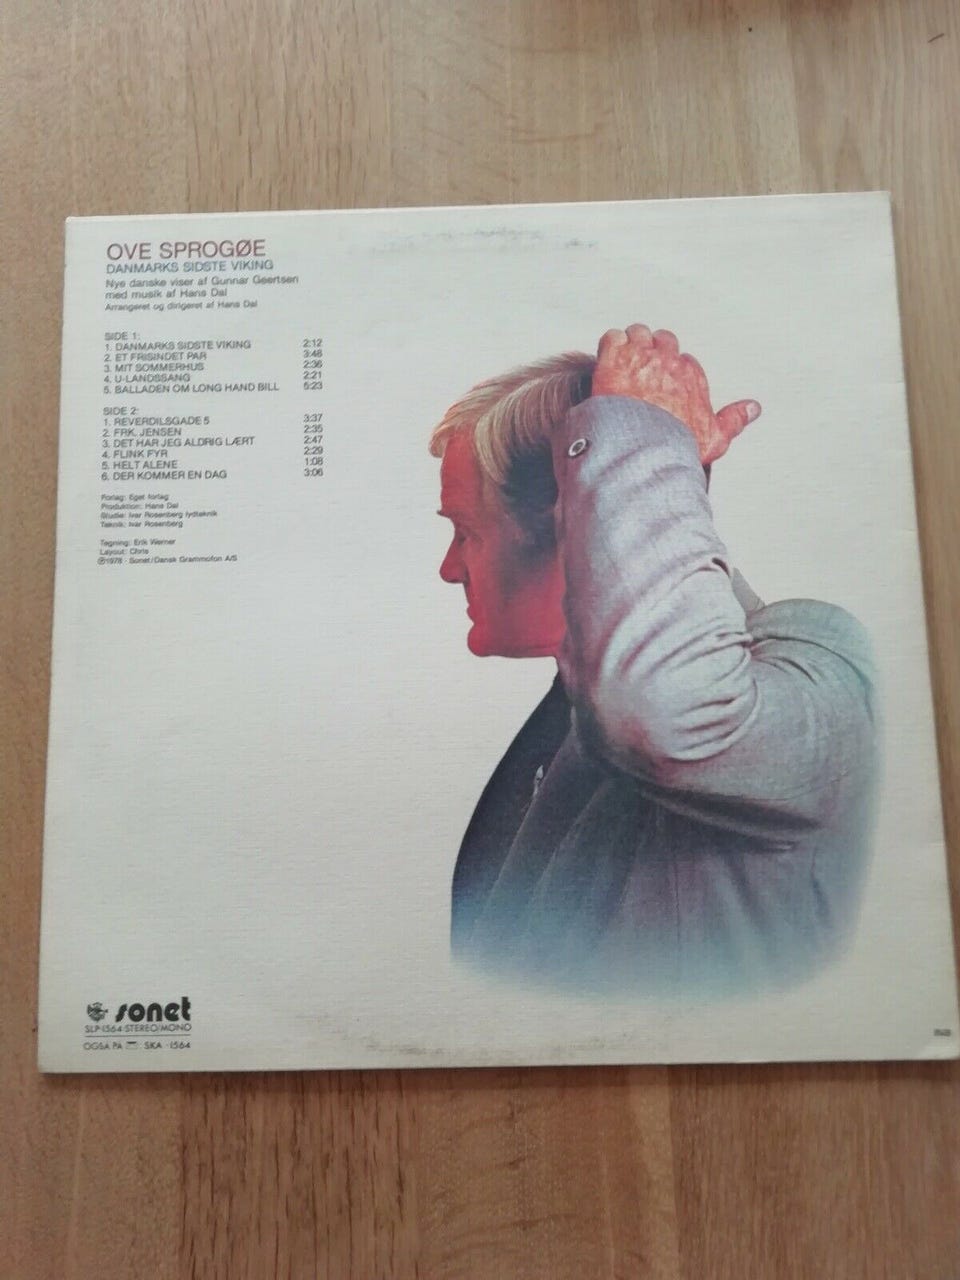 OVE SPROGØE
DANMARKS SIDSTE VIKING
Nye danske viser af Gunnar Geertsen
med musik af Hans Dal
Arrangeret og dirigeret af Hans Dal
SIDE 1:
1. DANMARKS SIDSTE VIKING 2:12
2. ET FRISINDET PAR 3:46
3. MIT SOMMERHUS 2:36
4. U-LANDSSANG 2:21
5. BALLADEN OM LONG HAND BILL 5:23
SIDE 2:
1. REVERDILSGADE 5 3:37
2. FRK. JENSEN 2:35
3. DET HAR JEG ALDRIG LÆRT 2:47
4. FLINK FYR 2:29
5. HELT ALENE 1:08
6. DER KOMMER EN DAG 3:06
Forlag: Eget forlag
Produktion: Hans Dal
Studie: Ivar Rosenberg lydteknik
Teknik: Ivar Rosenberg
Tegning: Erik Werner
Layout: Chris
℗1978 · Sonet/Dansk Grammofon A/S
sonet
SLP-1564·STEREO/MONO
OGSA PÅ SKA -1564